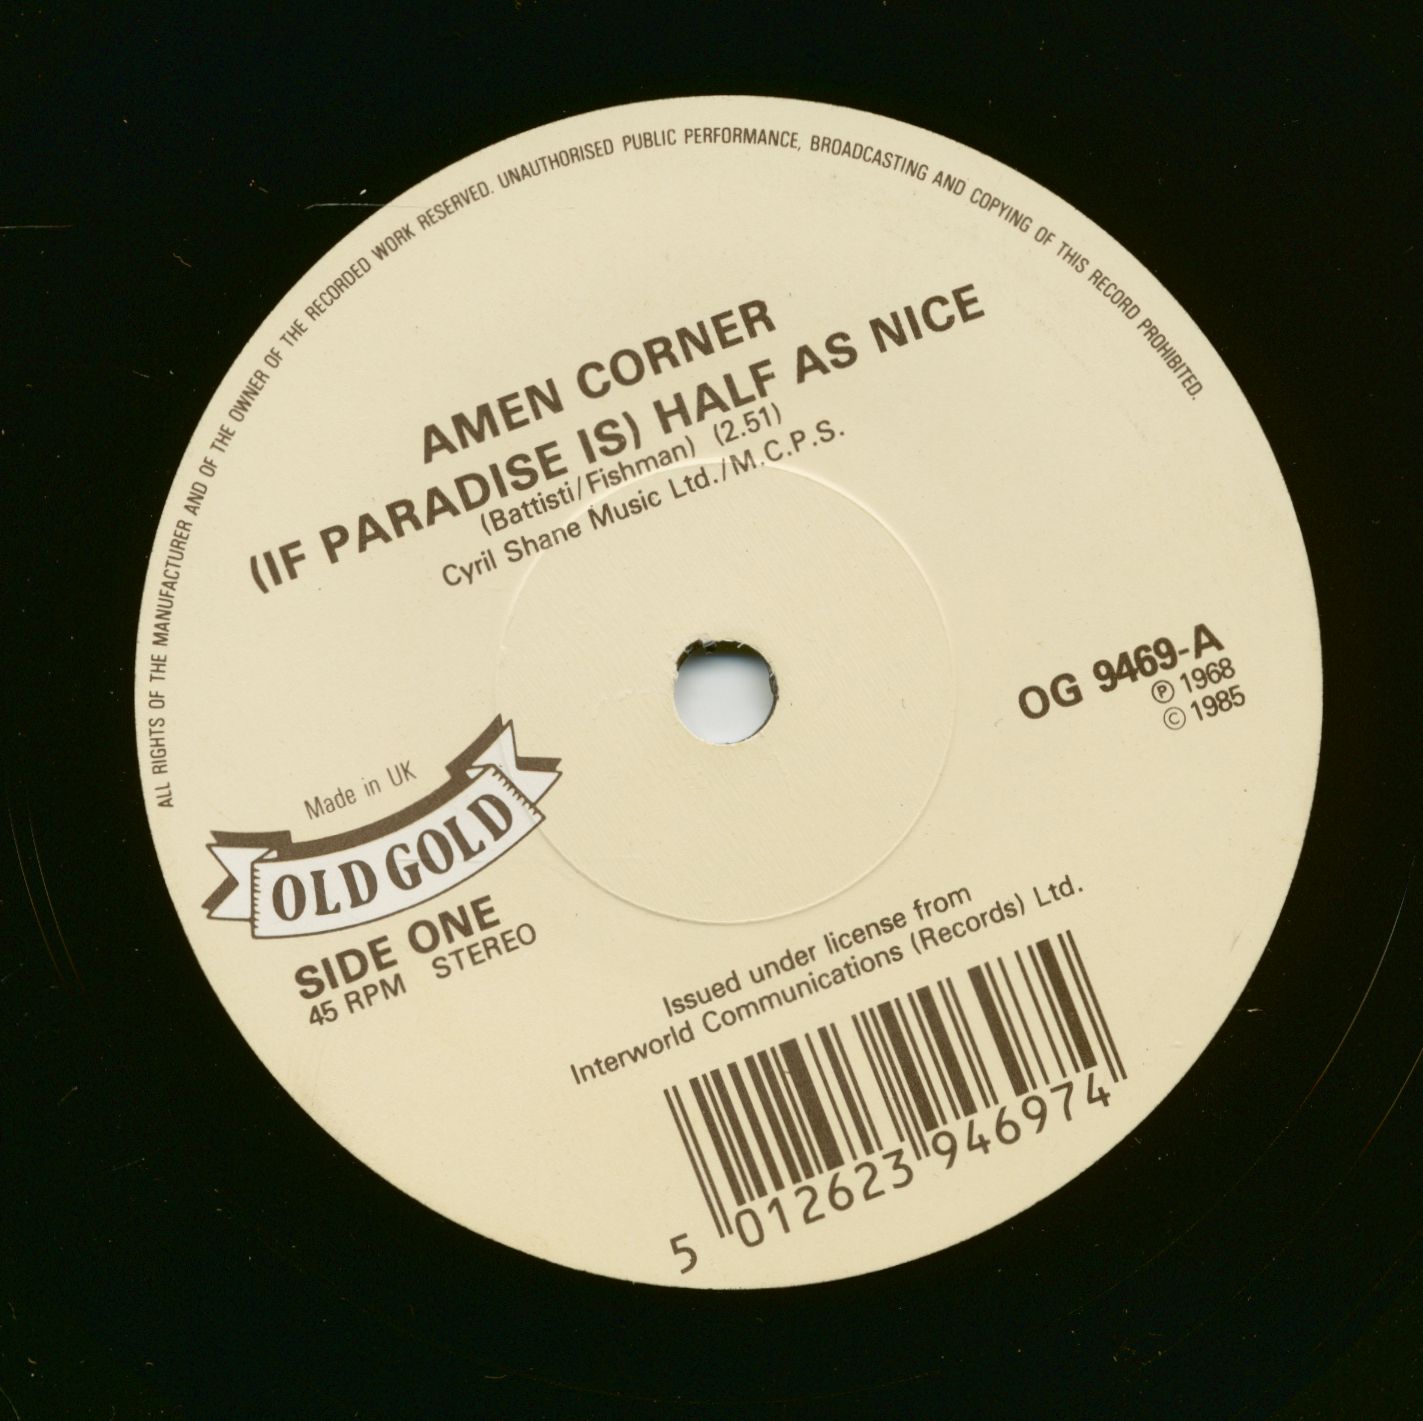 ALL RIGHTS OF THE MANUFACTURER AND OF THE OWNER OF THE RECORDED WORK RESERVED. UNAUTHORISED PUBLIC PERFORMANCE, BROADCASTING AND COPYING OF THIS RECORD PROHIBITED.
AMEN CORNER
(IF PARADISE IS) HALF AS NICE
(Battisti/Fishman) (2.51)
Cyril Shane Music Ltd./M.C.P.S.
OG 9469-A
Ⓟ 1968
© 1985
Made in UK
OLD GOLD
SIDE ONE
45 RPM STEREO
Issued under license from
Interworld Communications (Records) Ltd.
5 012623 946974